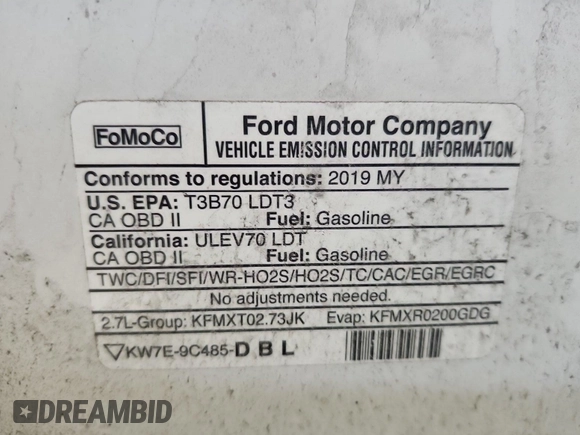 FoMoCo
Ford Motor Company
VEHICLE EMISSION CONTROL INFORMATION
Conforms to regulations: 2019 MY
U.S. EPA: T3B70 LDT3
CA OBD II Fuel: Gasoline
California: ULEV70 LDT
CA OBD II Fuel: Gasoline
TWC/DFI/SFI/WR-HO2S/HO2S/TC/CAC/EGR/EGRC
No adjustments needed.
2.7L-Group: KFMXT02.73JK Evap: KFMXR0200GDG
KW7E-9C485-DBL
DREAMBID